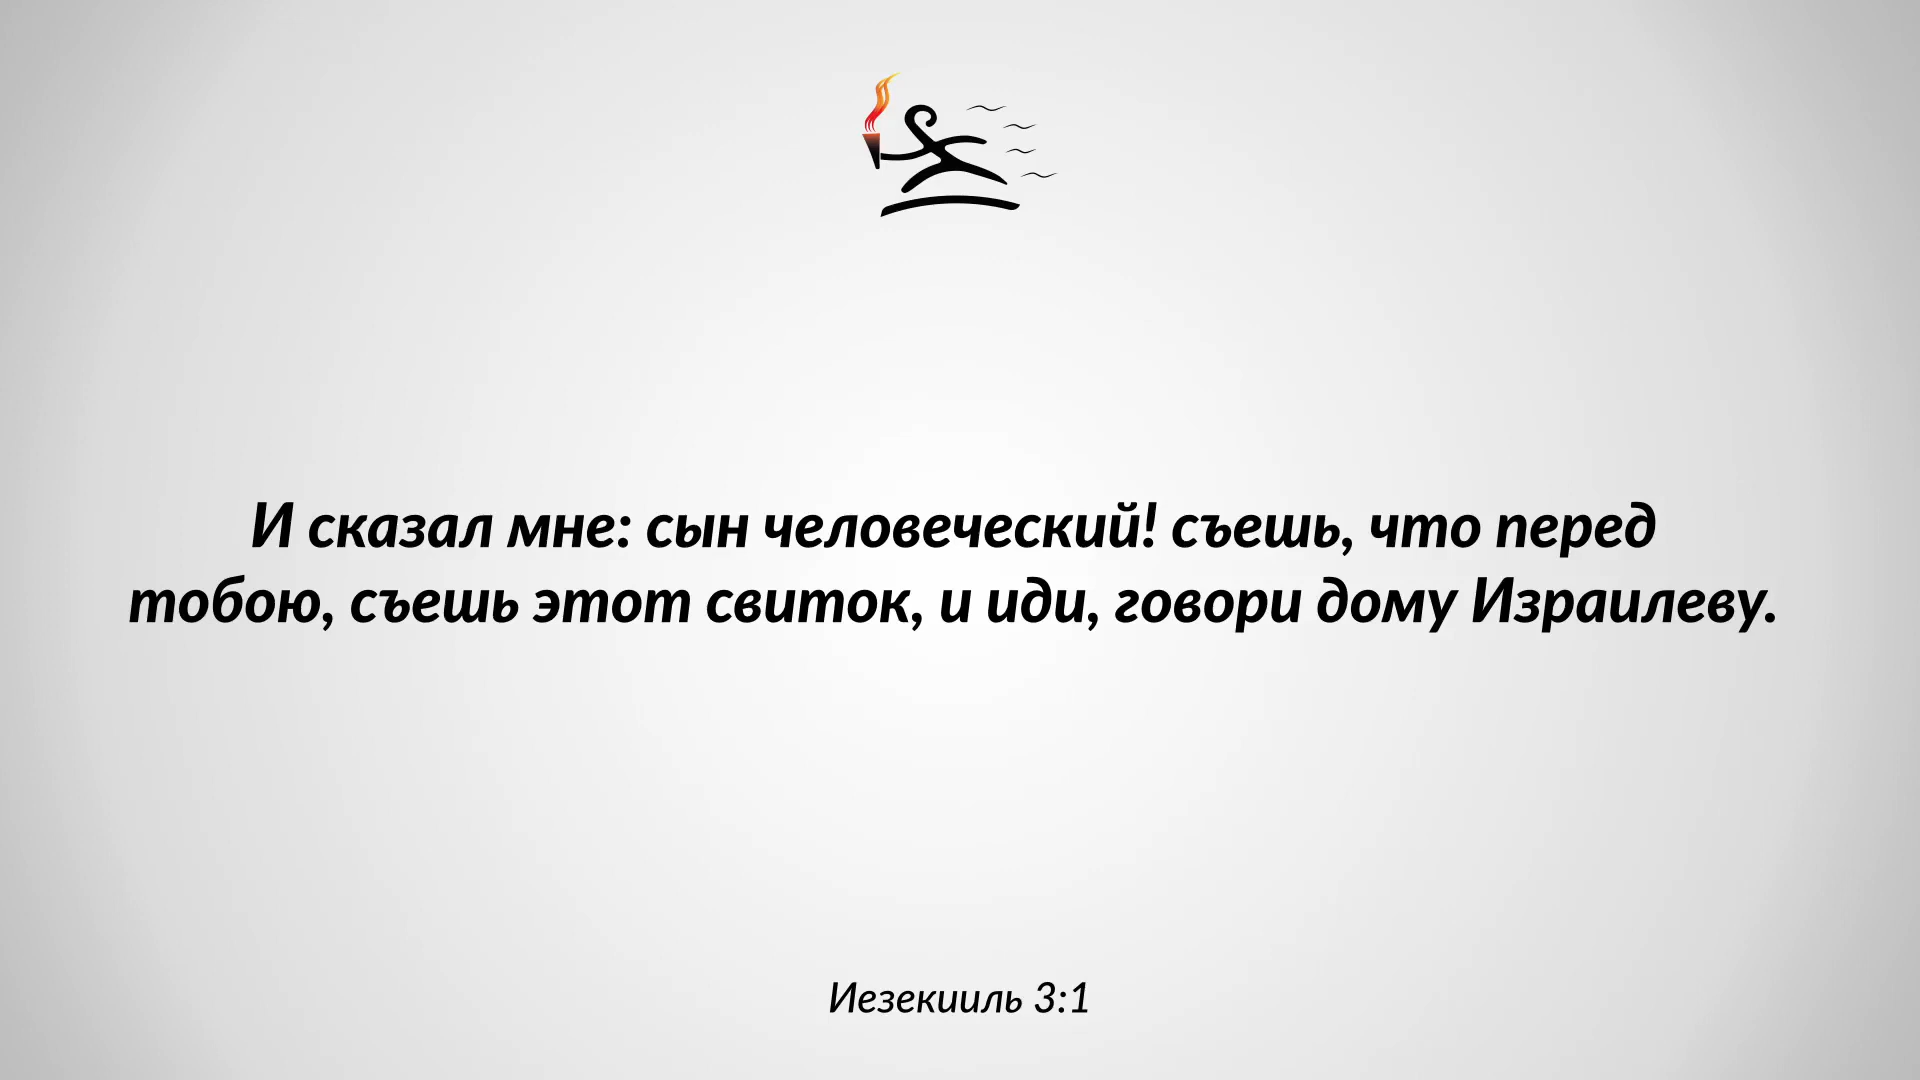 И сказал мне: сын человеческий! съешь, что перед
тобою, съешь этот свиток, и иди, говори дому Израилеву.
Иезекииль 3:1